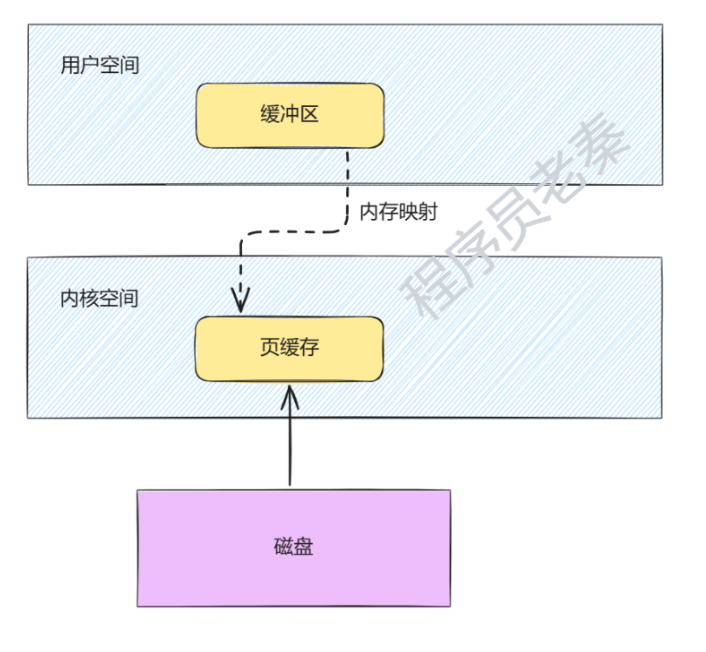 用户空间
缓冲区
内存映射
程序员老秦
内核空间
页缓存
磁盘